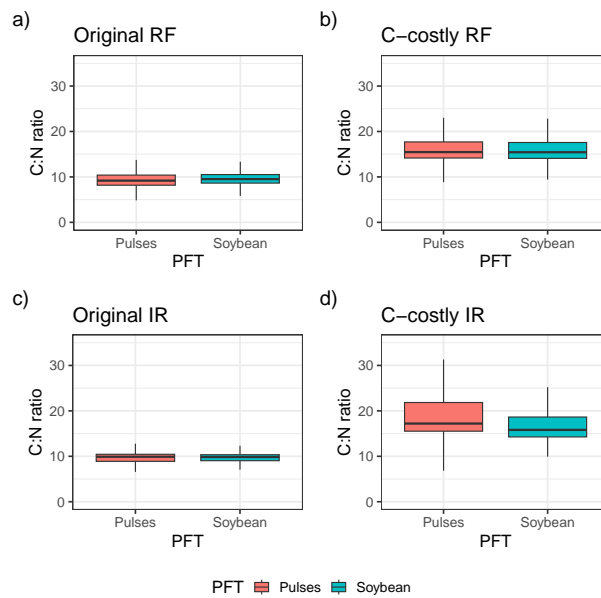 a)
Original RF
C:N ratio
30
20
10
0
Pulses
Soybean
PFT
b)
C−costly RF
C:N ratio
30
20
10
0
Pulses
Soybean
PFT
c)
Original IR
C:N ratio
30
20
10
0
Pulses
Soybean
PFT
d)
C−costly IR
C:N ratio
30
20
10
0
Pulses
Soybean
PFT
PFT Pulses Soybean